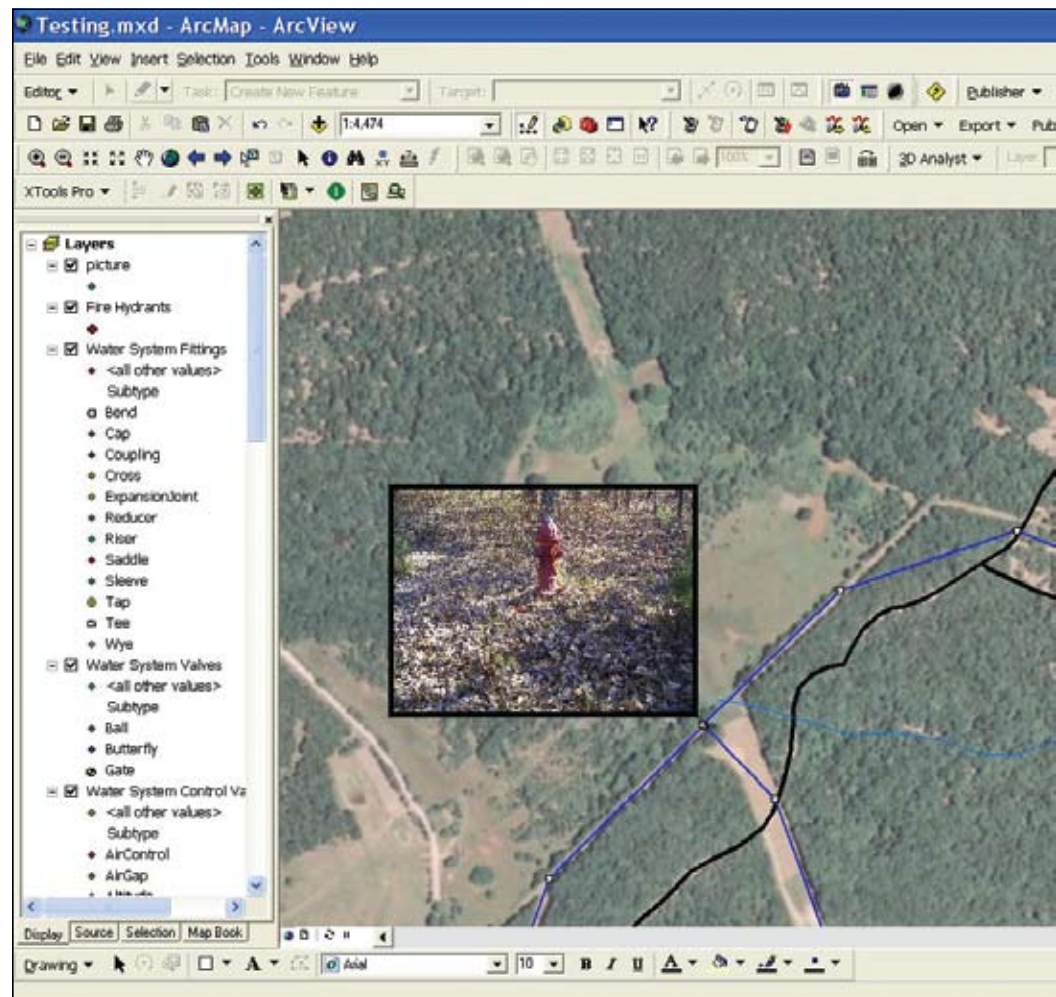 Testing.mxd - ArcMap - ArcView
File Edit View Insert Selection Tools Window Help
Editor Task: Create New Feature Target: Publisher
1:4,474 Open Export Pub
100% 3D Analyst Layer:
XTools Pro
Layers
picture
Fire Hydrants
Water System Fittings
<all other values>
Subtype
Bend
Cap
Coupling
Cross
ExpansionJoint
Reducer
Riser
Saddle
Sleeve
Tap
Tee
Wye
Water System Valves
<all other values>
Subtype
Ball
Butterfly
Gate
Water System Control Va
<all other values>
Subtype
AirControl
AirGap
Display Source Selection Map Book
Drawing A Arial 10 B I U A